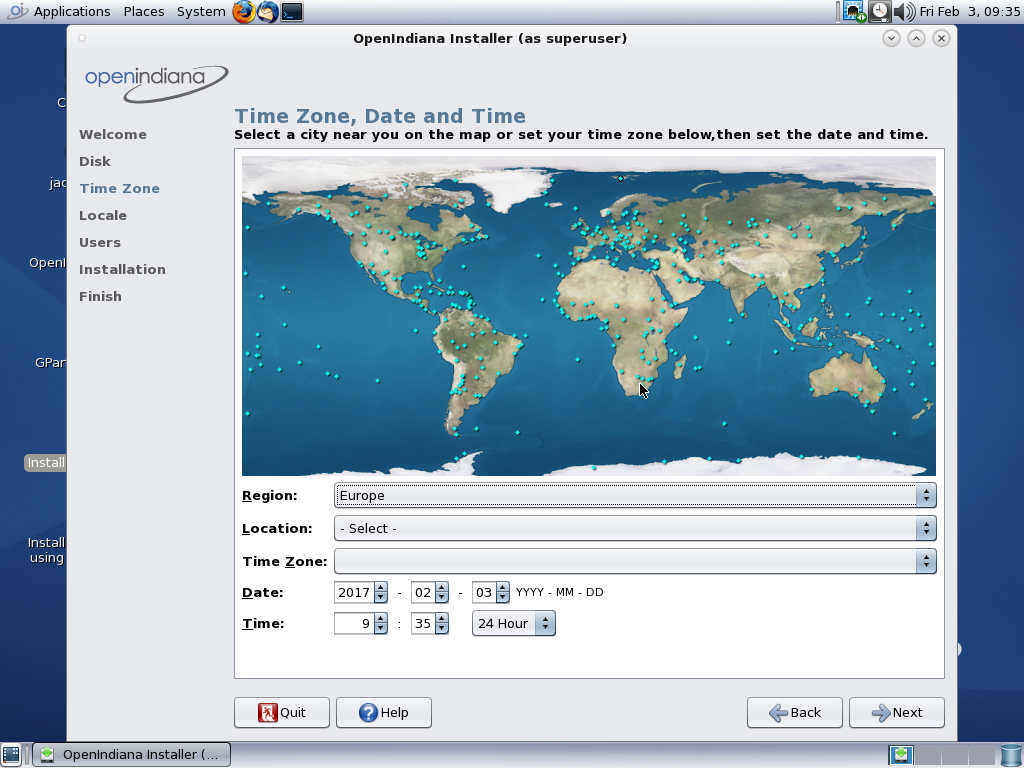 Applications Places System Fri Feb 3, 09:35
OpenIndiana Installer (as superuser)
openindiana
Time Zone, Date and Time
Select a city near you on the map or set your time zone below,then set the date and time.
Welcome
Disk
Time Zone
Locale
Users
Installation
Finish
C
jac
OpenI
GPar
Install
Install
using
Region: Europe
Location: - Select -
Time Zone:
Date: 2017 - 02 - 03 YYYY - MM - DD
Time: 9 : 35 24 Hour
Quit Help Back Next
OpenIndiana Installer (...